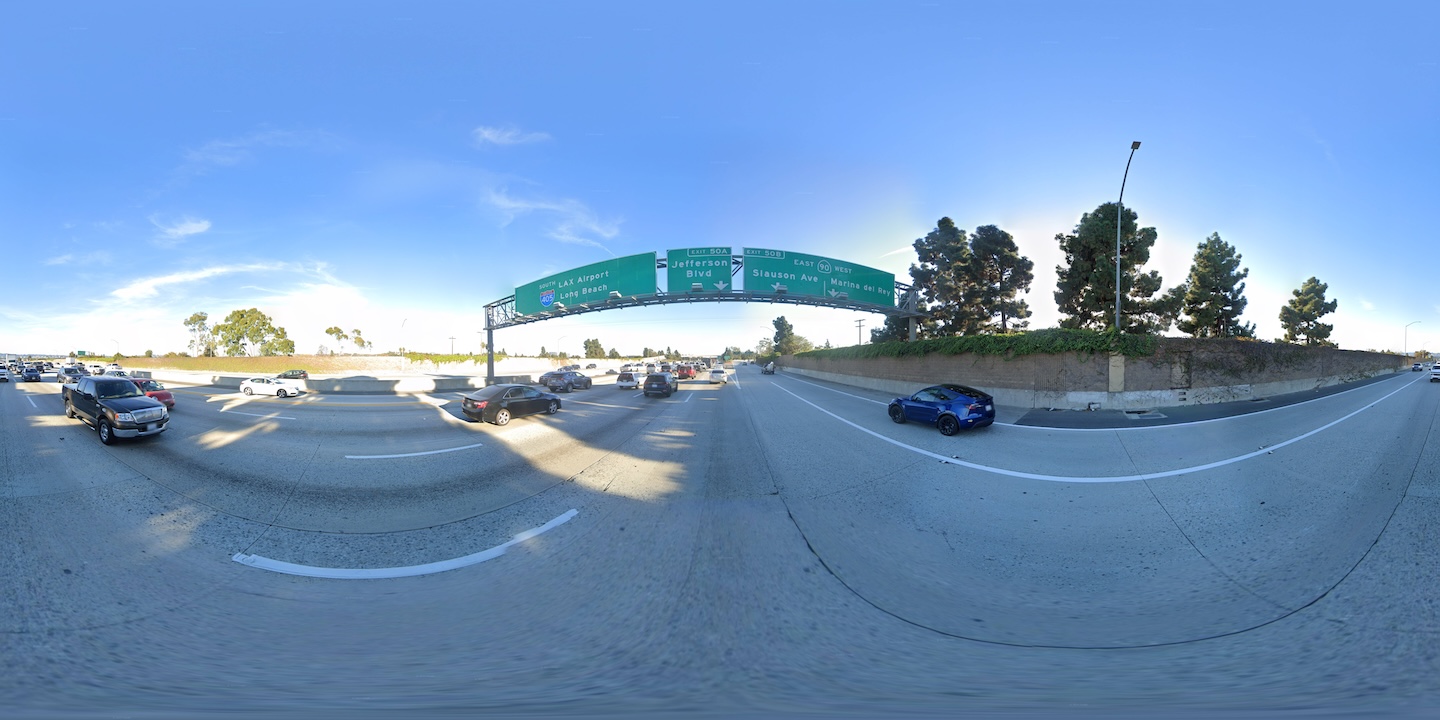 SOUTH
405
LAX Airport
Long Beach
EXIT 50A
Jefferson
Blvd
EXIT 50B
EAST 90 WEST
Slauson Ave
Marina del Rey